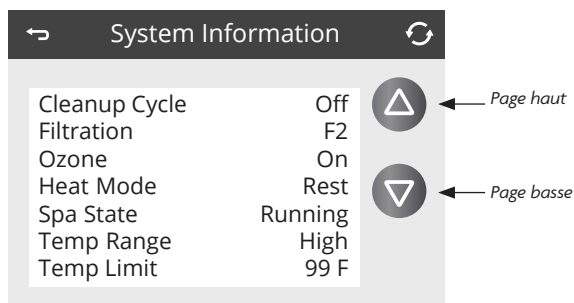 System Information
Cleanup Cycle Off
Filtration F2
Ozone On
Heat Mode Rest
Spa State Running
Temp Range High
Temp Limit 99 F
Page haut
Page basse